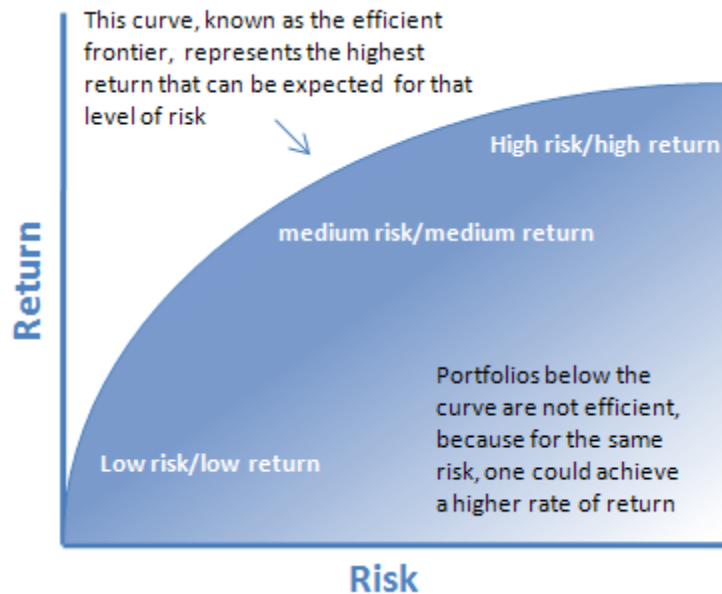 This curve, known as the efficient
frontier, represents the highest
return that can be expected for that
level of risk
High risk/high return
medium risk/medium return
Return
Portfolios below the
curve are not efficient,
because for the same
risk, one could achieve
a higher rate of return
Low risk/low return
Risk